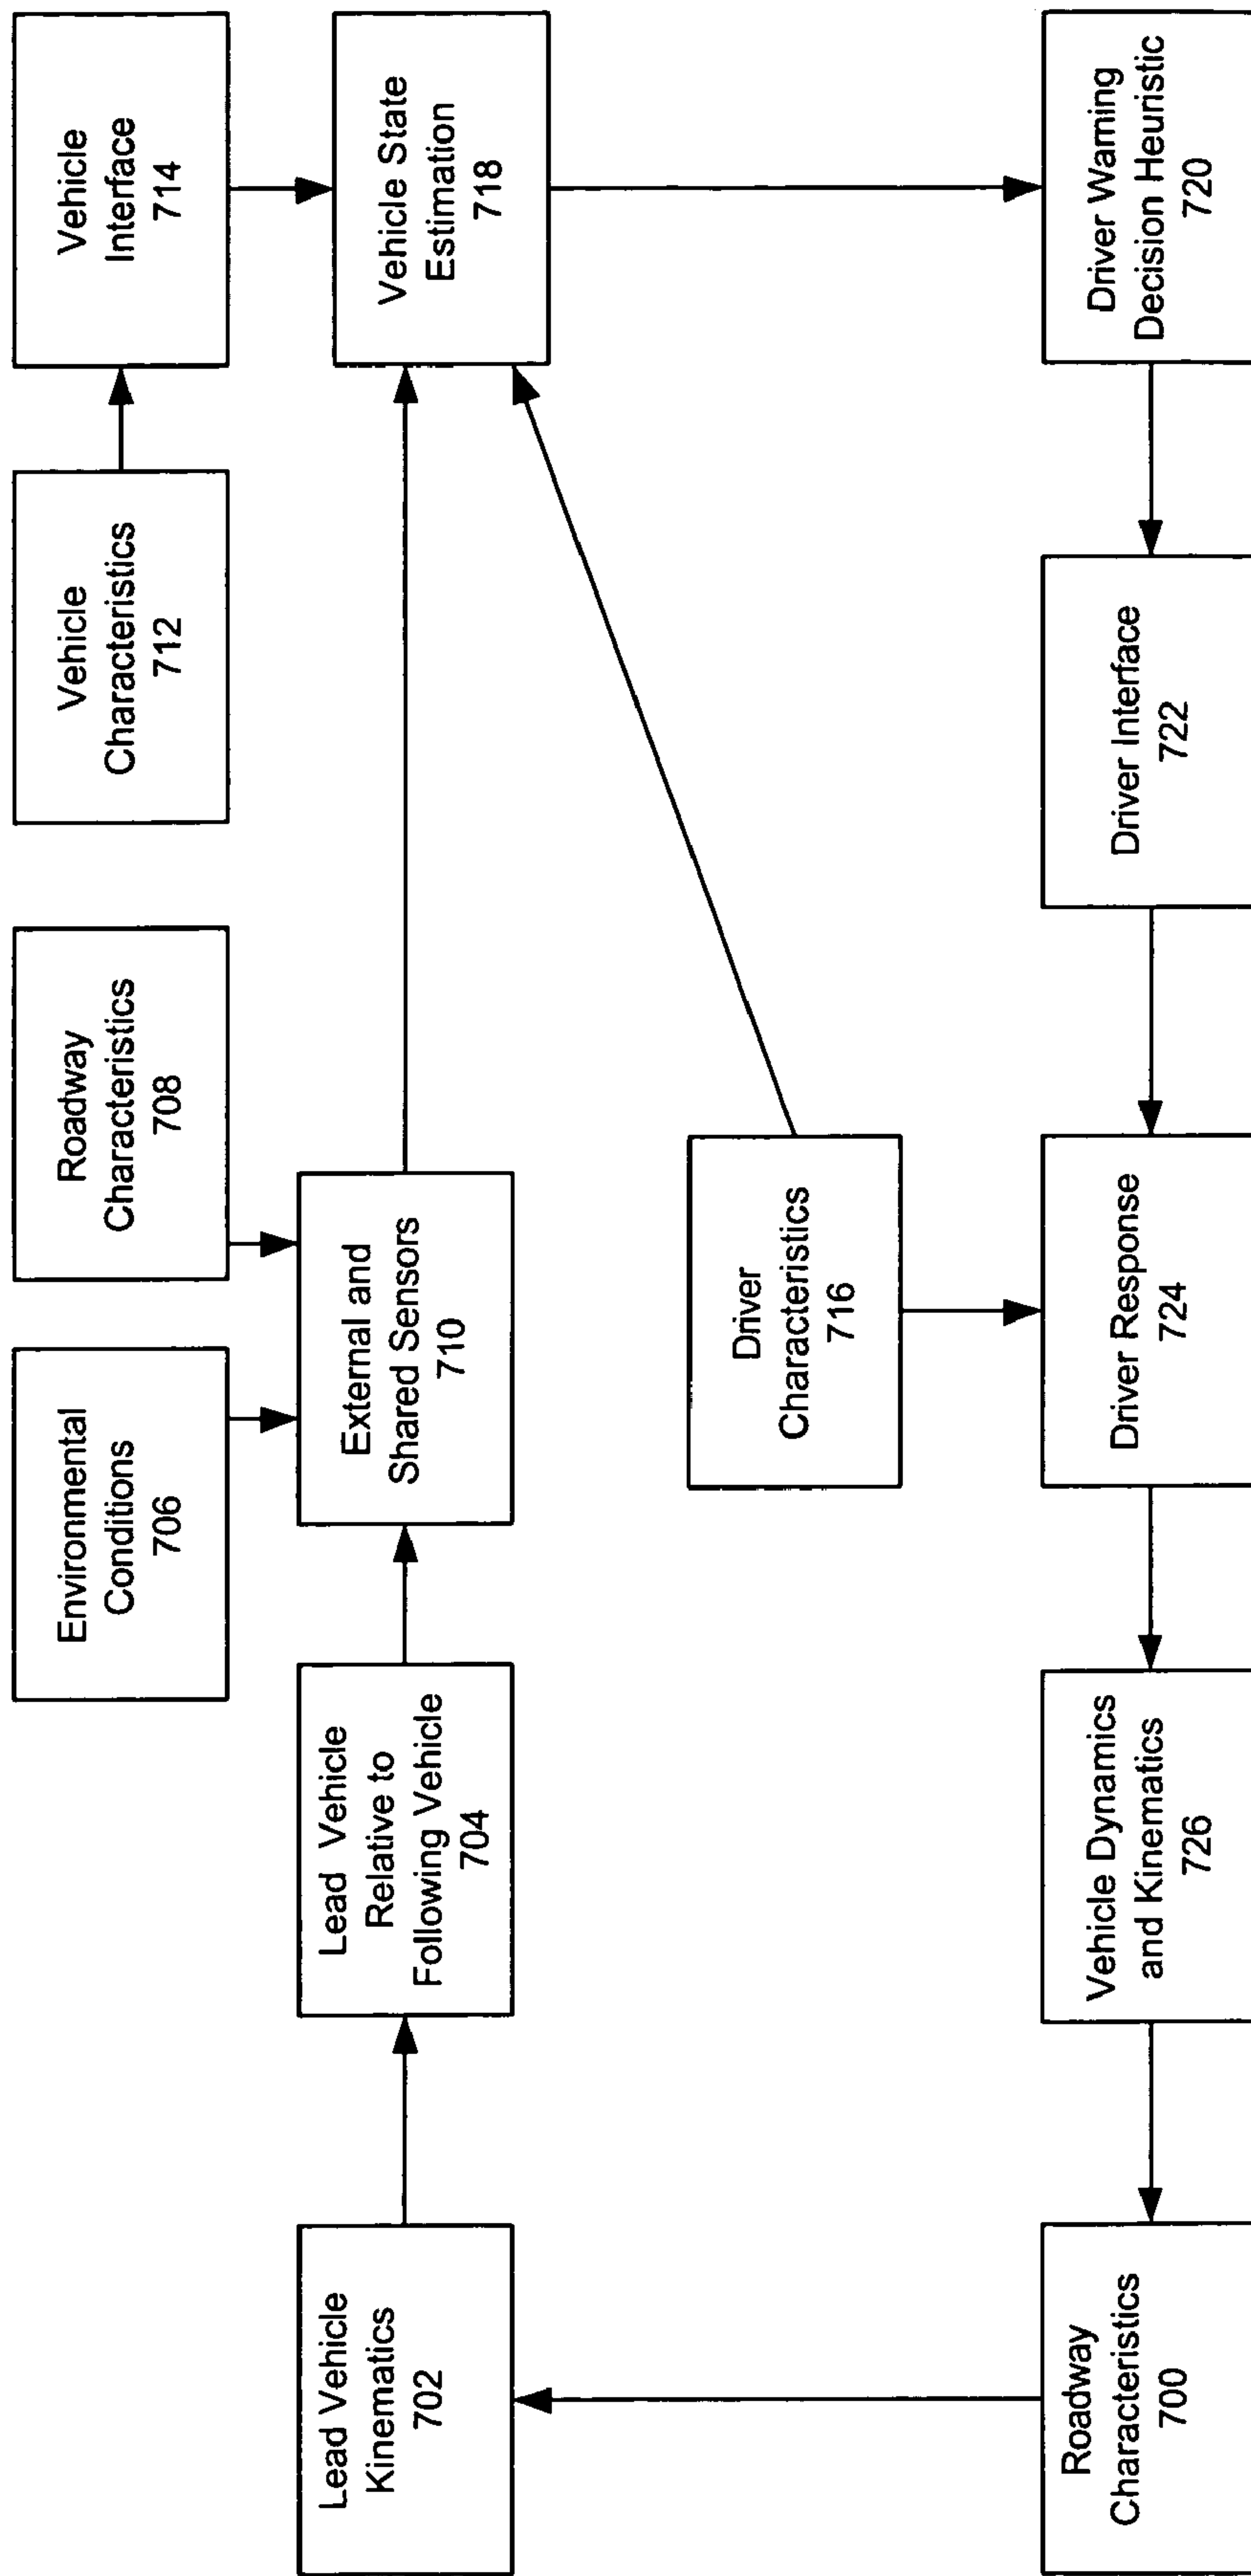 Environmental
Conditions
706
Roadway
Characteristics
708
Vehicle
Characteristics
712
Vehicle
Interface
714
Lead Vehicle
Kinematics
702
Lead Vehicle
Relative to
Following Vehicle
704
External and
Shared Sensors
710
Vehicle State
Estimation
718
Driver
Characteristics
716
Roadway
Characteristics
700
Vehicle Dynamics
and Kinematics
726
Driver Response
724
Driver Interface
722
Driver Warning
Decision Heuristic
720